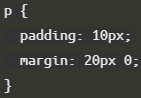 p {
  padding: 10px;
  margin: 20px 0;
}